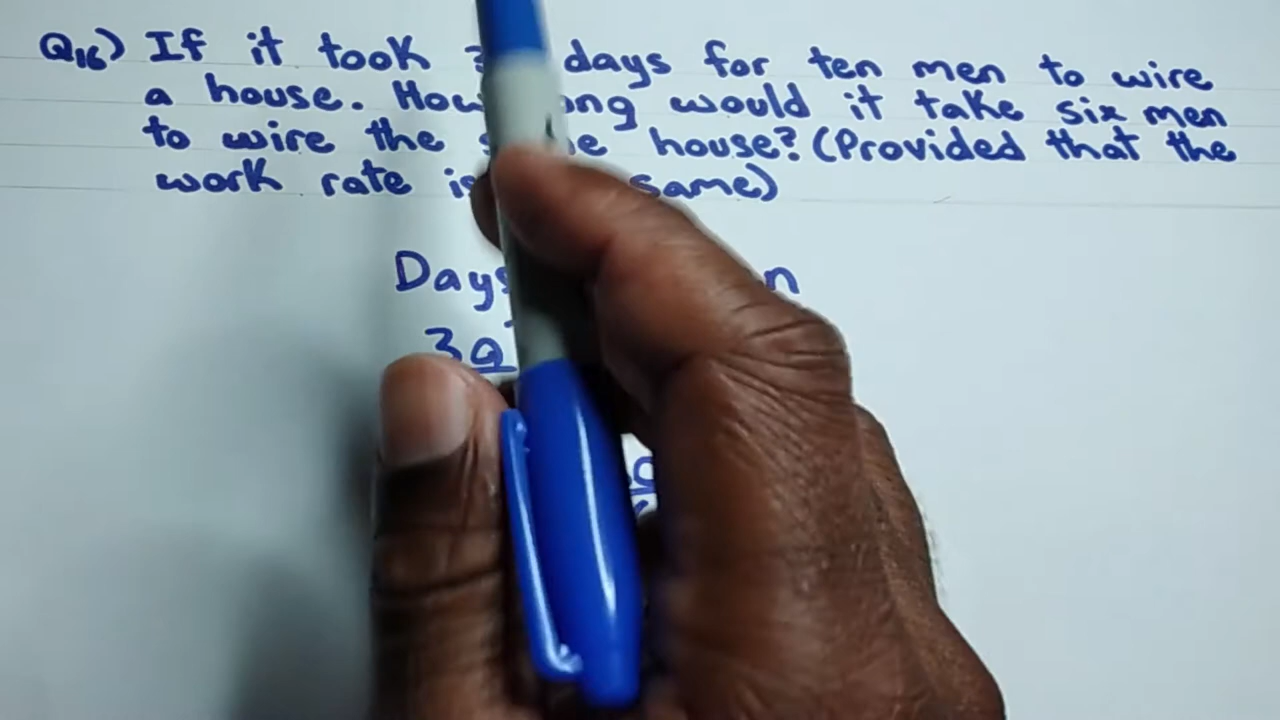 Q16) If it took days for ten men to wire
a house. How would it take six men
to wire the house? (Provided that the
work rate is same)
Days